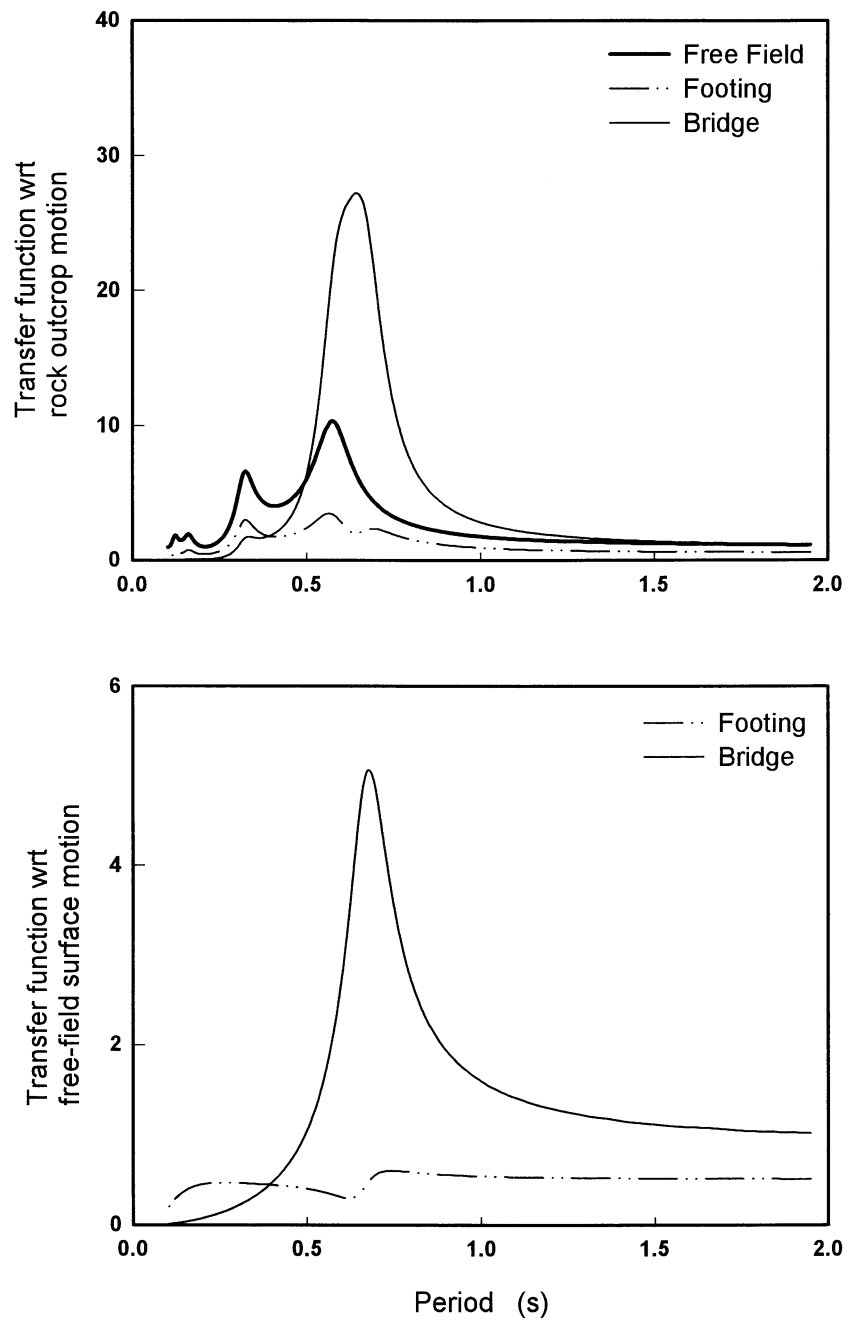 40
30
20
10
0
Transfer function wrt
rock outcrop motion
Free Field
Footing
Bridge
0.0 0.5 1.0 1.5 2.0
6
4
2
0
Transfer function wrt
free-field surface motion
Footing
Bridge
0.0 0.5 1.0 1.5 2.0
Period (s)